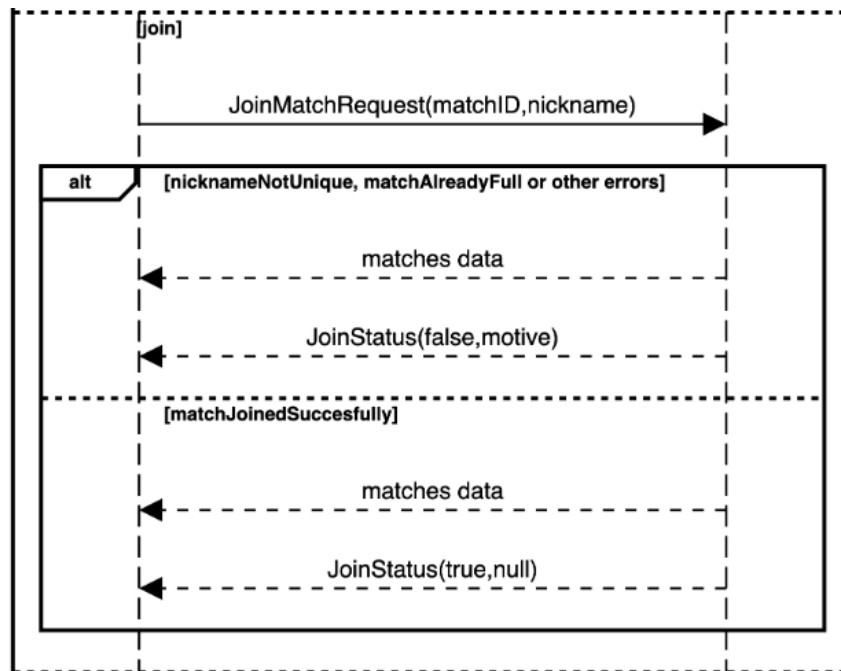 [join]
JoinMatchRequest(matchID,nickname)
alt
[nicknameNotUnique, matchAlreadyFull or other errors]
matches data
JoinStatus(false,motive)
[matchJoinedSuccesfully]
matches data
JoinStatus(true,null)